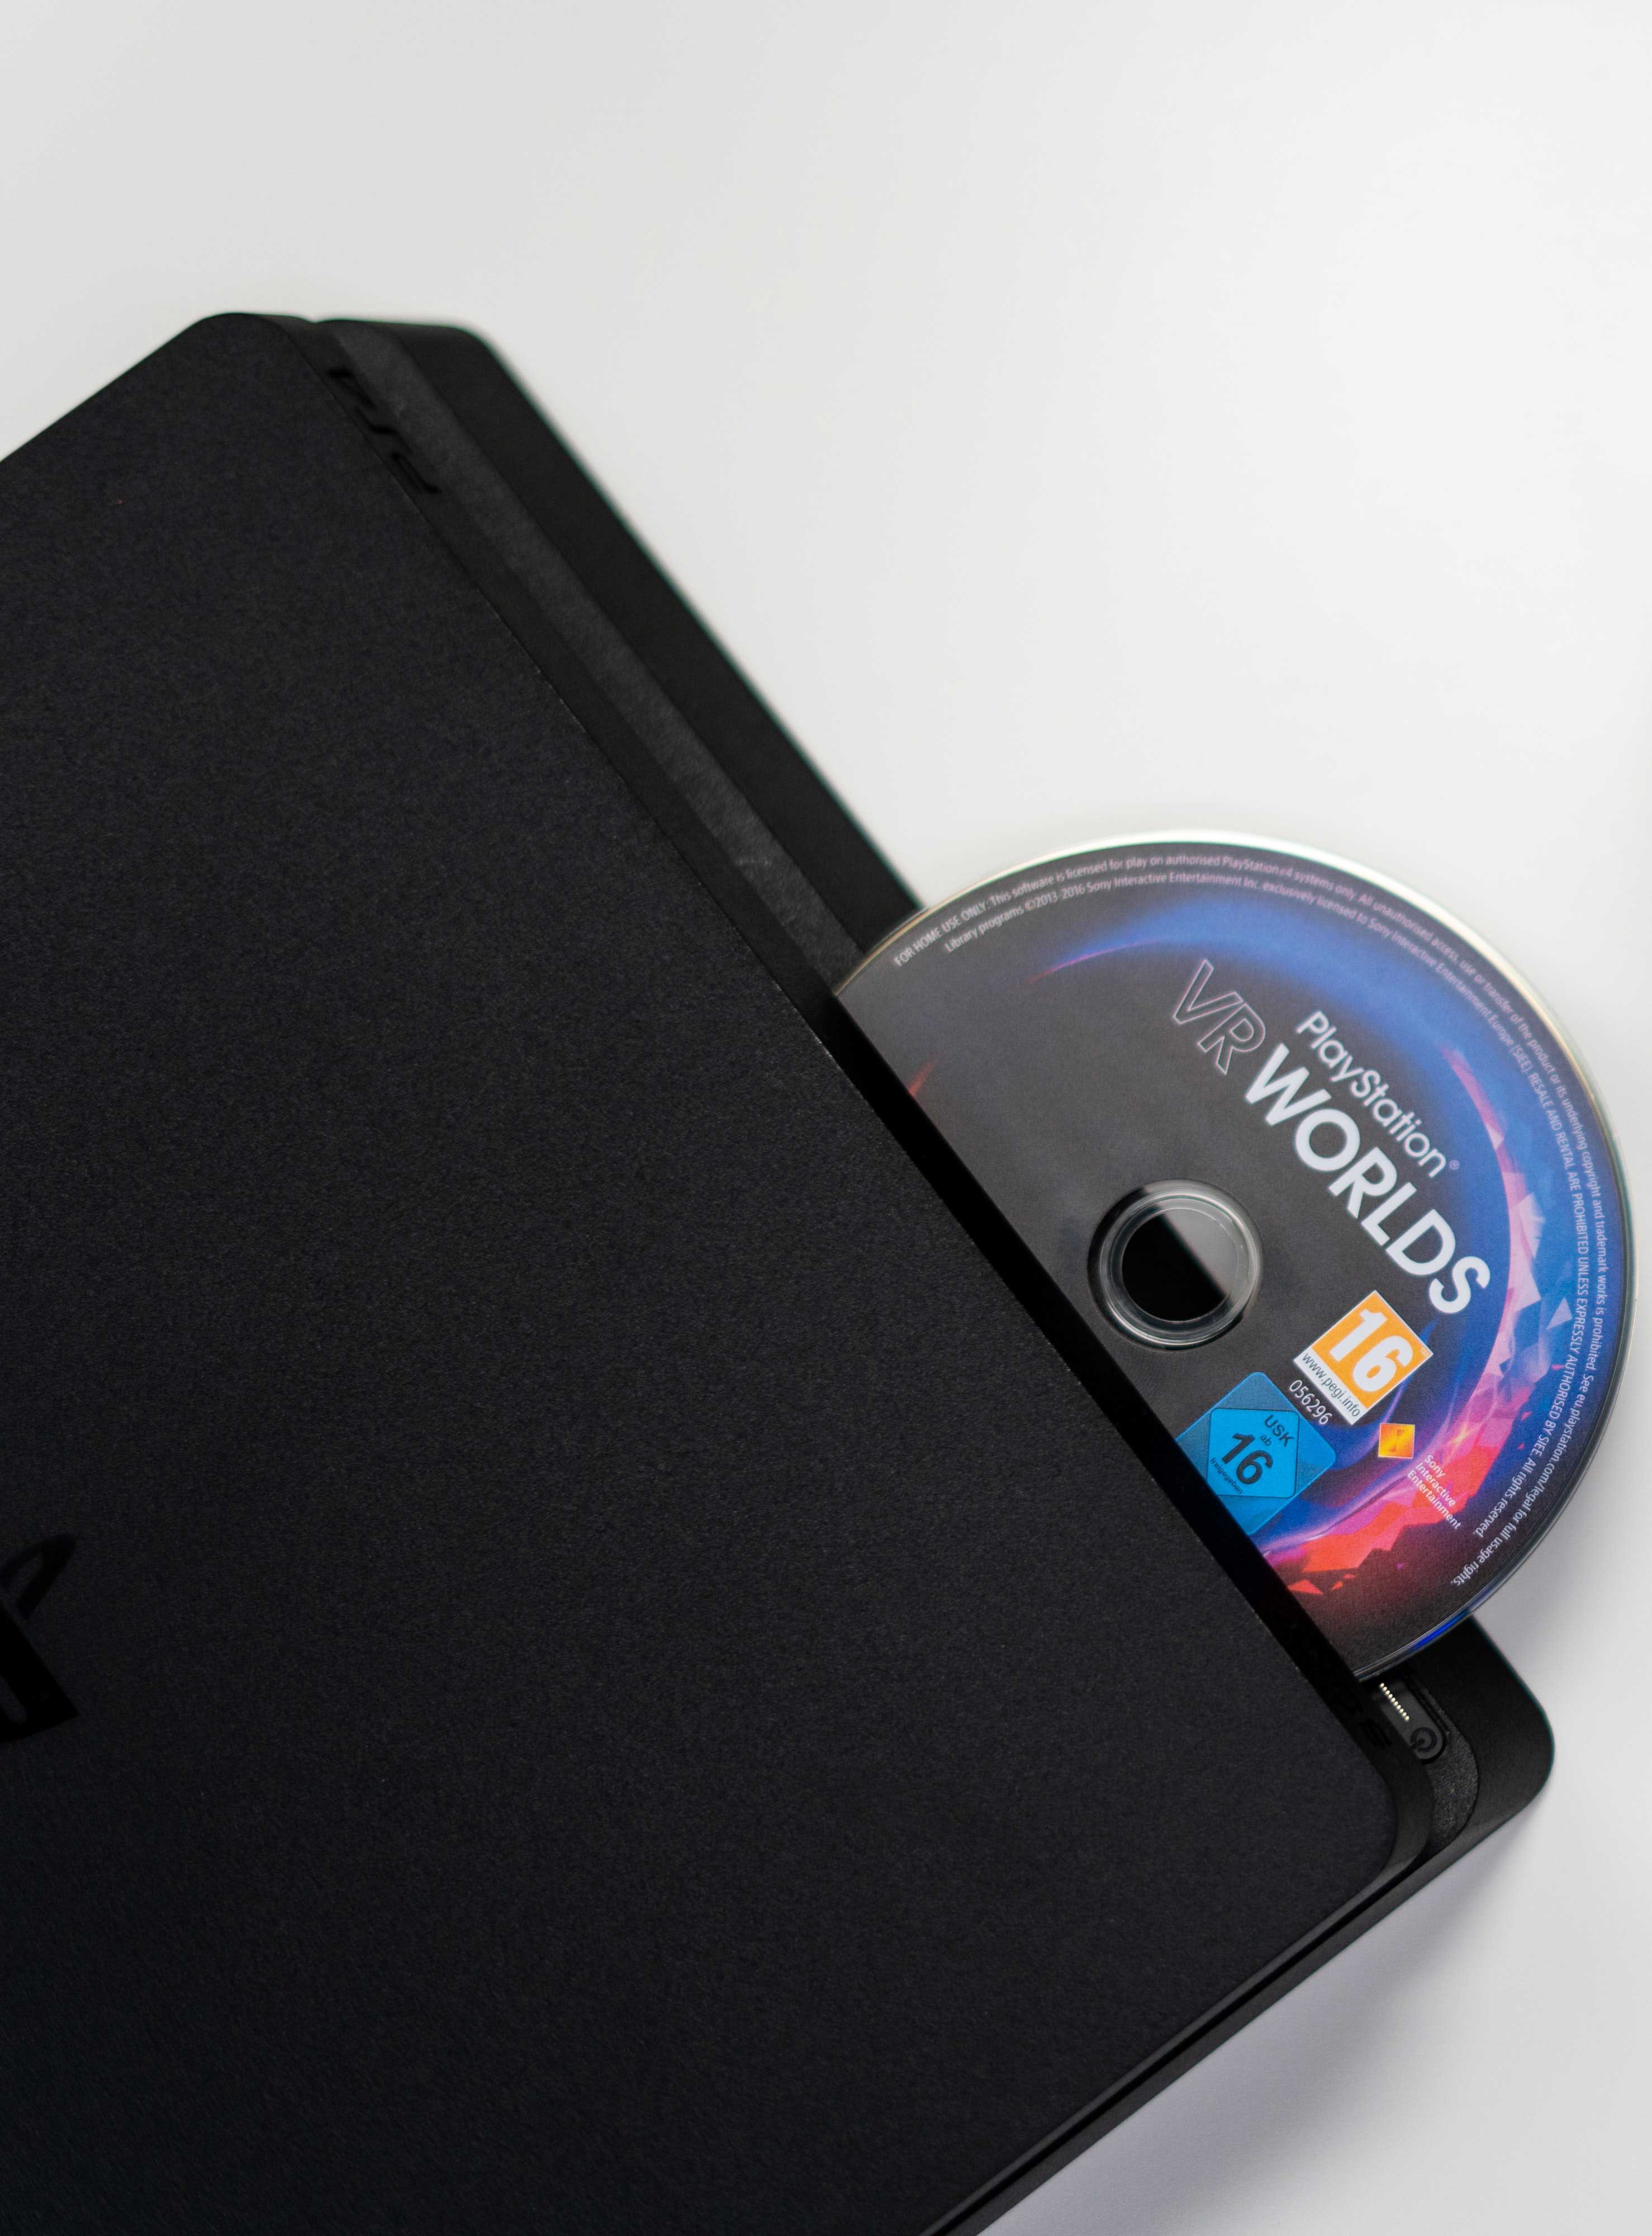 PS4
FOR HOME USE ONLY: This software is licensed for play on authorised PlayStation®4 systems only. All unauthorised access, use or transfer of the product or its underlying copyright and trademark works is prohibited. See eu.playstation.com/legal for full usage rights.
Library programs ©2013-2016 Sony Interactive Entertainment Inc. exclusively licensed to Sony Interactive Entertainment Europe (SIEE). RESALE AND RENTAL ARE PROHIBITED UNLESS EXPRESSLY AUTHORISED BY SIEE. All rights reserved.
PlayStation®
VR WORLDS
16
www.pegi.info
056296
USK
ab
16
freigegeben
Sony
Interactive
Entertainment
SONY